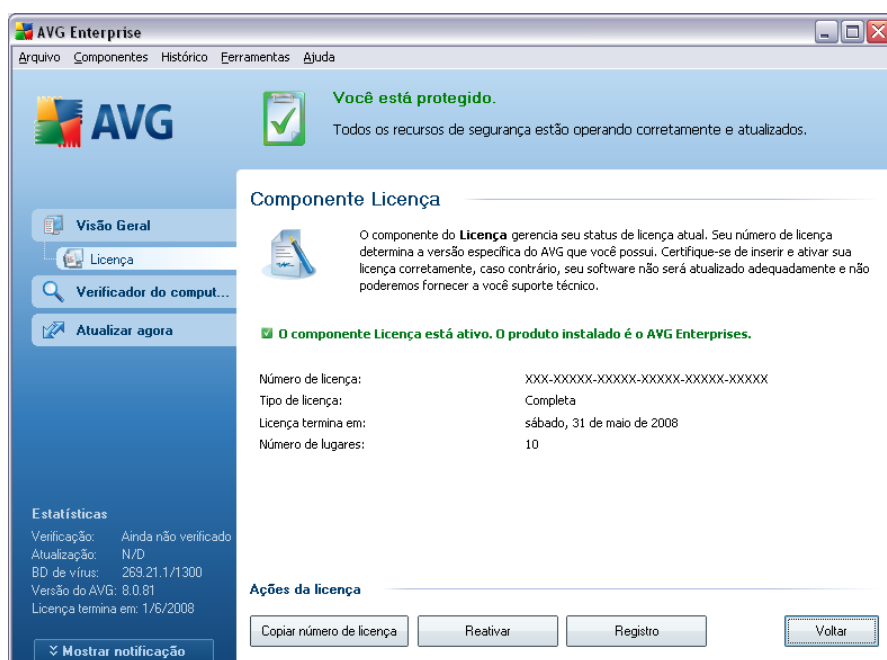 AVG Enterprise
Arquivo Componentes Histórico Ferramentas Ajuda
AVG
Você está protegido.
Todos os recursos de segurança estão operando corretamente e atualizados.
Visão Geral
Licença
Verificador do comput...
Atualizar agora
Componente Licença
O componente do Licença gerencia seu status de licença atual. Seu número de licença
determina a versão específica do AVG que você possui. Certifique-se de inserir e ativar sua
licença corretamente, caso contrário, seu software não será atualizado adequadamente e não
poderemos fornecer a você suporte técnico.
O componente Licença está ativo. O produto instalado é o AVG Enterprises.
Número de licença: XXX-XXXXX-XXXXX-XXXXX-XXXXX-XXXXX
Tipo de licença: Completa
Licença termina em: sábado, 31 de maio de 2008
Número de lugares: 10
Estatísticas
Verificação: Ainda não verificado
Atualização: N/D
BD de vírus: 269.21.1/1300
Versão do AVG: 8.0.81
Licença termina em: 1/6/2008
Mostrar notificação
Ações da licença
Copiar número de licença Reativar Registro Voltar